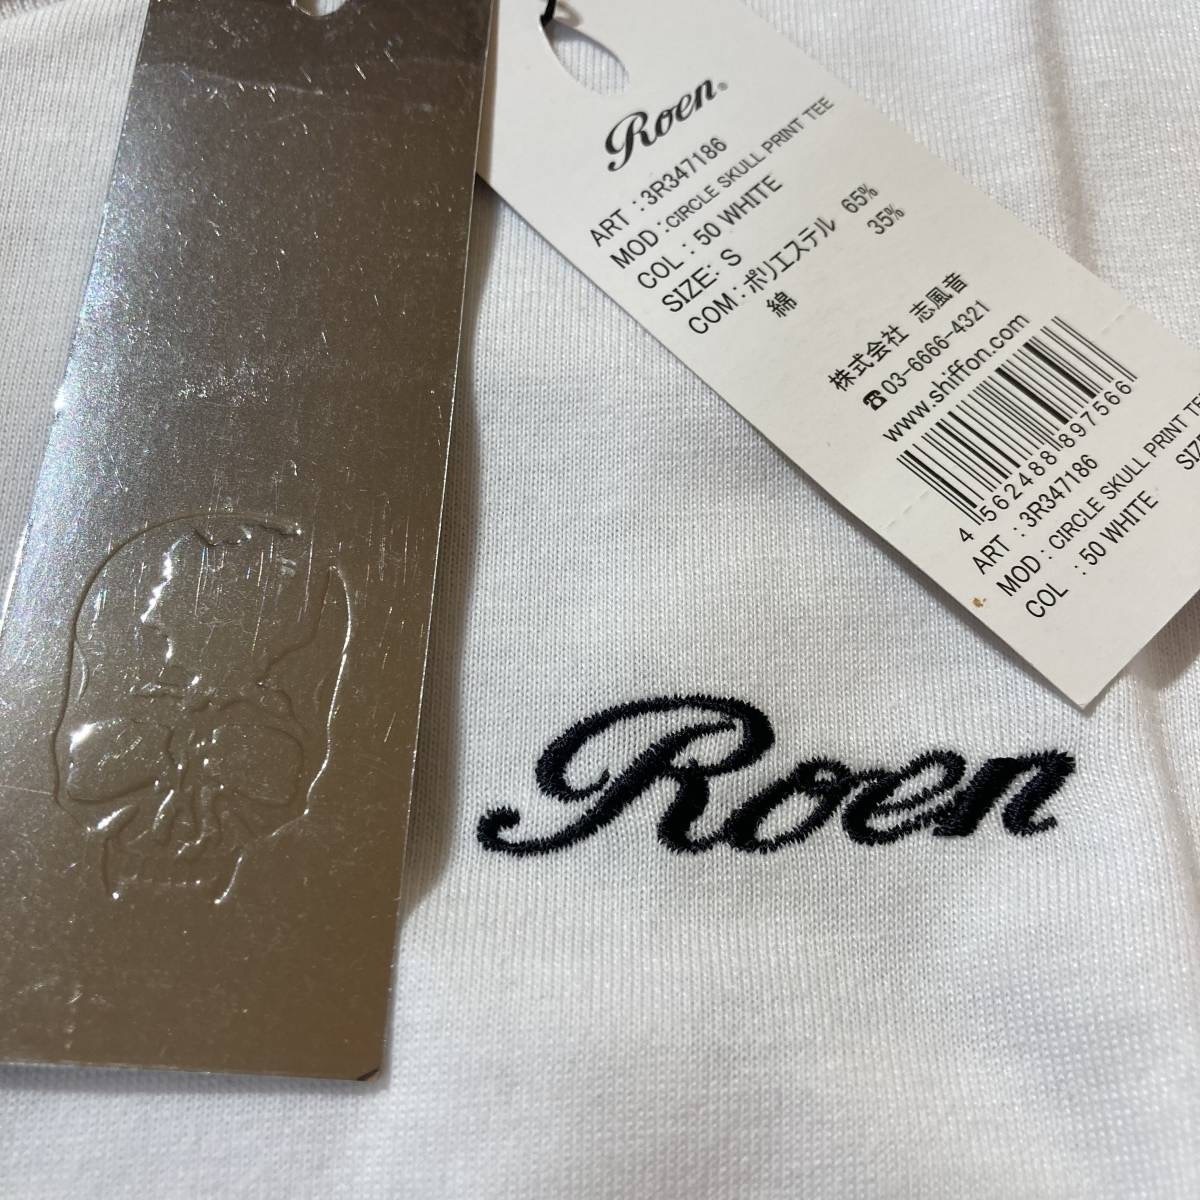 Roen®
ART : 3R347186
MOD : CIRCLE SKULL PRINT TEE
COL : 50 WHITE
SIZE: S
COM : ポリエステル 65%
綿 35%
株式会社 志風音
☎03-6666-4321
www.shiffon.com
4 562488 897566
ART : 3R347186
MOD : CIRCLE SKULL PRINT TE
COL : 50 WHITE SIZ
Roen